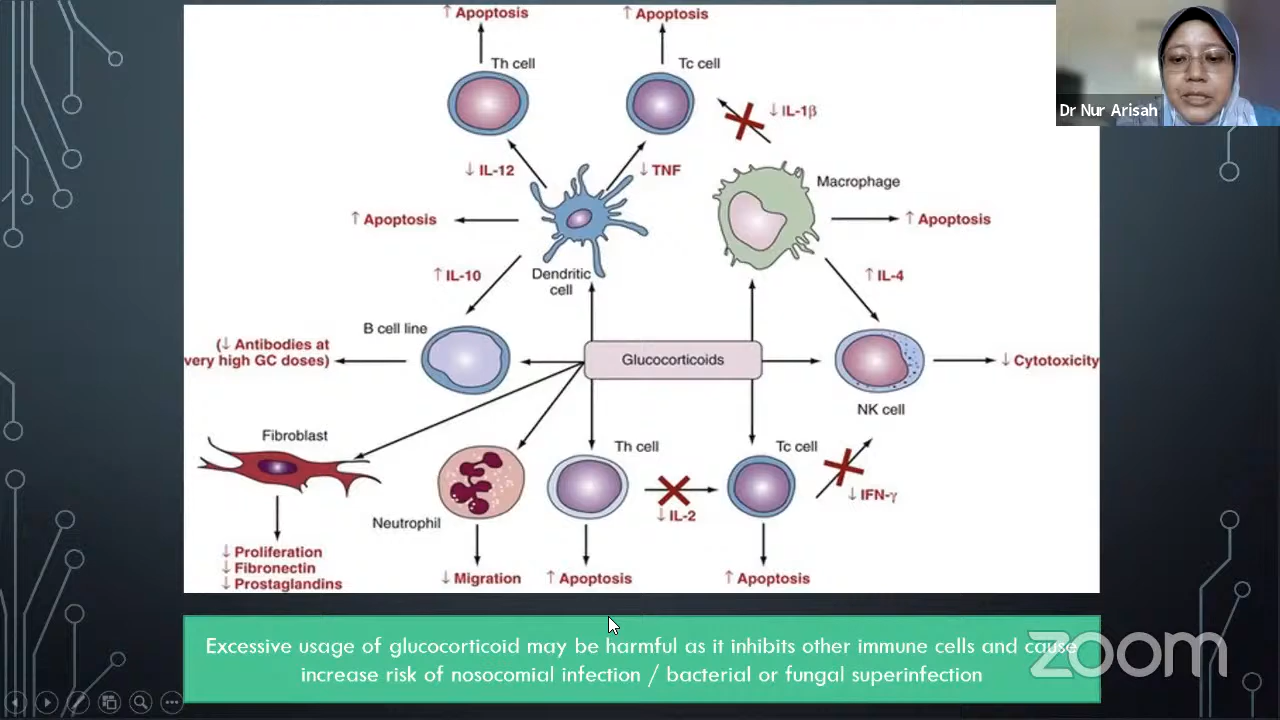 ↑ Apoptosis
↑ Apoptosis
Th cell
Tc cell
↓ IL-1β
Dr Nur Arisah
↓ IL-12
↓ TNF
Macrophage
↑ Apoptosis
↑ Apoptosis
↑ IL-10
Dendritic
cell
↑ IL-4
B cell line
(↓ Antibodies at
very high GC doses)
Glucocorticoids
↓ Cytotoxicity
NK cell
Fibroblast
Th cell
Tc cell
Neutrophil
↓ IL-2
↓ IFN-γ
↓ Proliferation
↓ Fibronectin
↓ Prostaglandins
↓ Migration
↑ Apoptosis
↑ Apoptosis
Excessive usage of glucocorticoid may be harmful as it inhibits other immune cells and cause
increase risk of nosocomial infection / bacterial or fungal superinfection
zoom